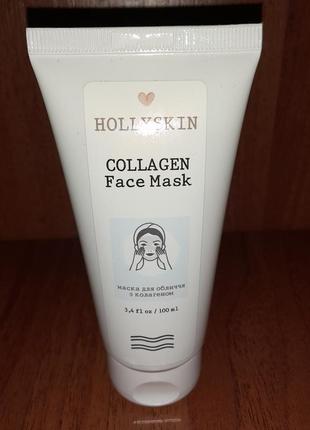 HOLLYSKIN
COLLAGEN
Face Mask
маска для обличчя
з колагеном
3,4 fl oz / 100 ml